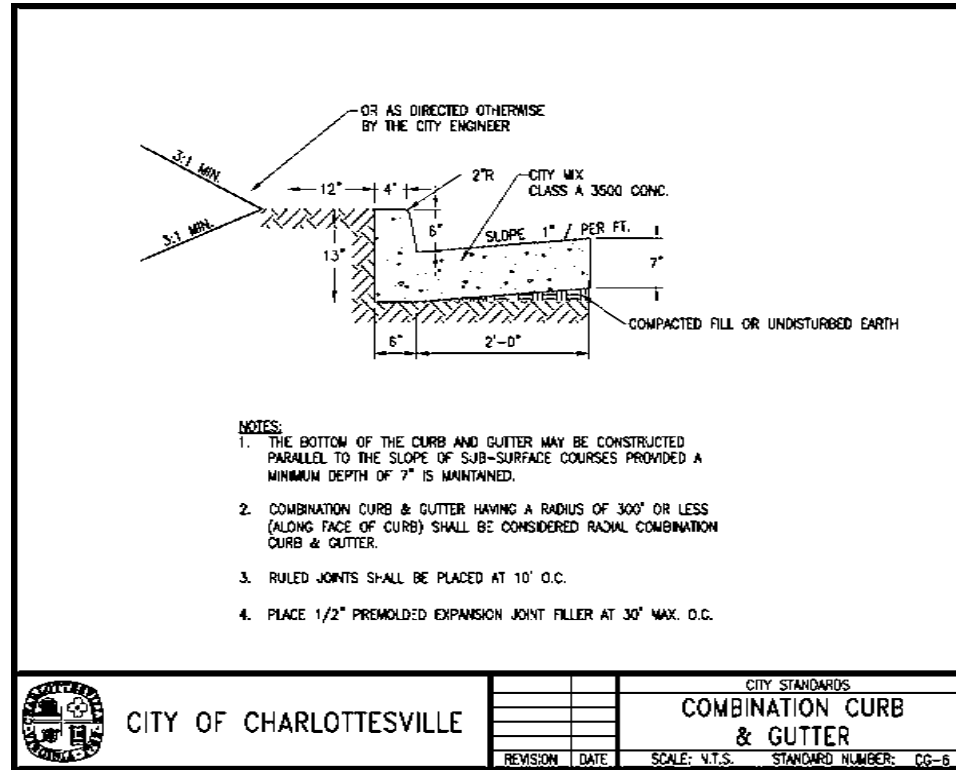 OR AS DIRECTED OTHERWISE
BY THE CITY ENGINEER
3:1 MIN.
3:1 MIN.
12"
4"
2"R
CITY MIX
CLASS A 3500 CONC.
6"
SLOPE 1" / PER FT.
13"
7"
COMPACTED FILL OR UNDISTURBED EARTH
6"
2'-0"
NOTES:
1. THE BOTTOM OF THE CURB AND GUTTER MAY BE CONSTRUCTED
PARALLEL TO THE SLOPE OF SUB-SURFACE COURSES PROVIDED A
MINIMUM DEPTH OF 7" IS MAINTAINED.
2. COMBINATION CURB & GUTTER HAVING A RADIUS OF 300' OR LESS
(ALONG FACE OF CURB) SHALL BE CONSIDERED RADIAL COMBINATION
CURB & GUTTER.
3. RULED JOINTS SHALL BE PLACED AT 10' O.C.
4. PLACE 1/2" PREMOLDED EXPANSION JOINT FILLER AT 30' MAX. O.C.
CHARLOTTESVILLE
VIRGINIA
CITY OF CHARLOTTESVILLE
REVISION DATE
CITY STANDARDS
COMBINATION CURB
& GUTTER
SCALE: N.T.S. STANDARD NUMBER: CG-6